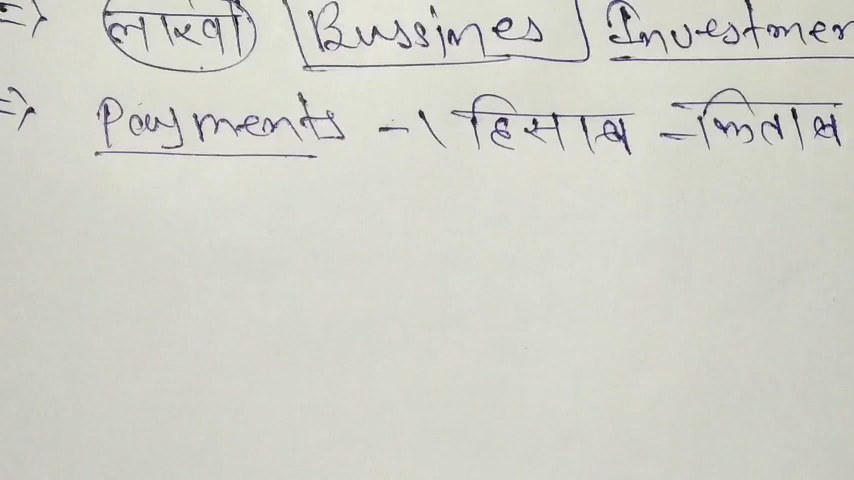 => लाखो Bussines Investmen
=> Payments - हिसाब - किताब